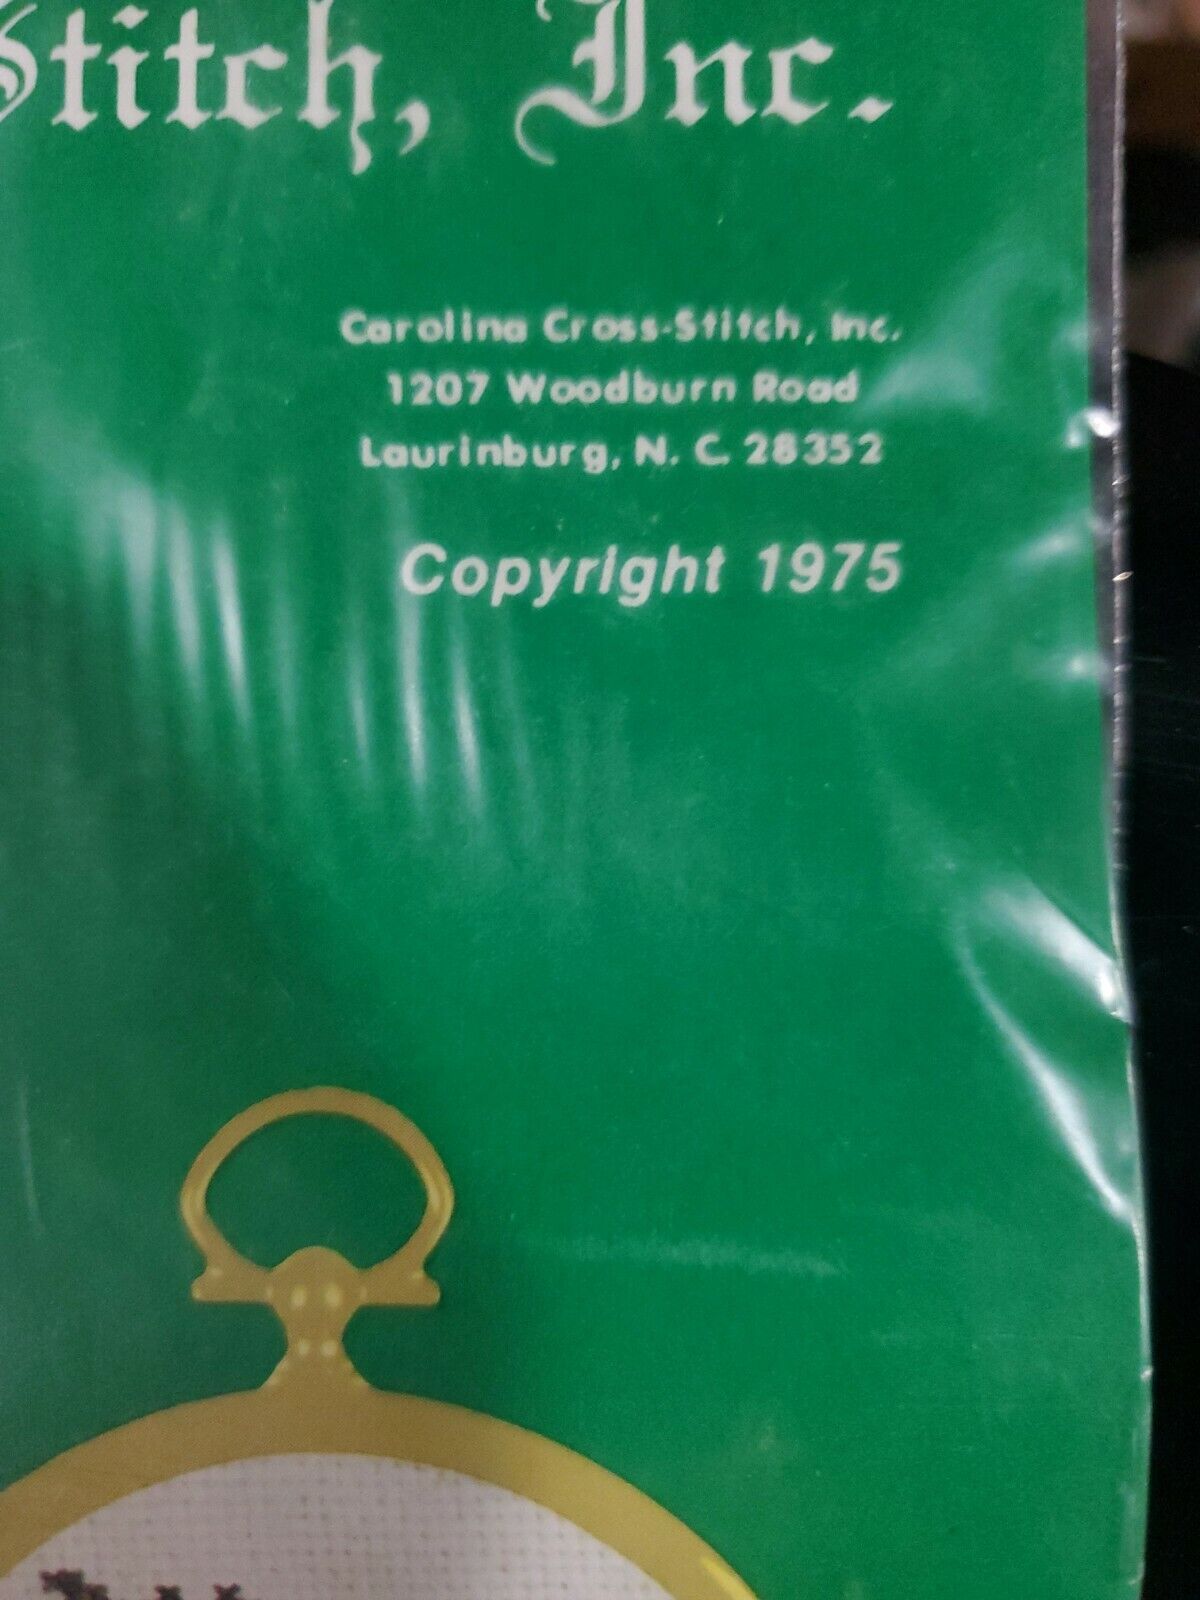 Stitch, Inc.
Carolina Cross-Stitch, Inc.
1207 Woodburn Road
Laurinburg, N. C. 28352
Copyright 1975